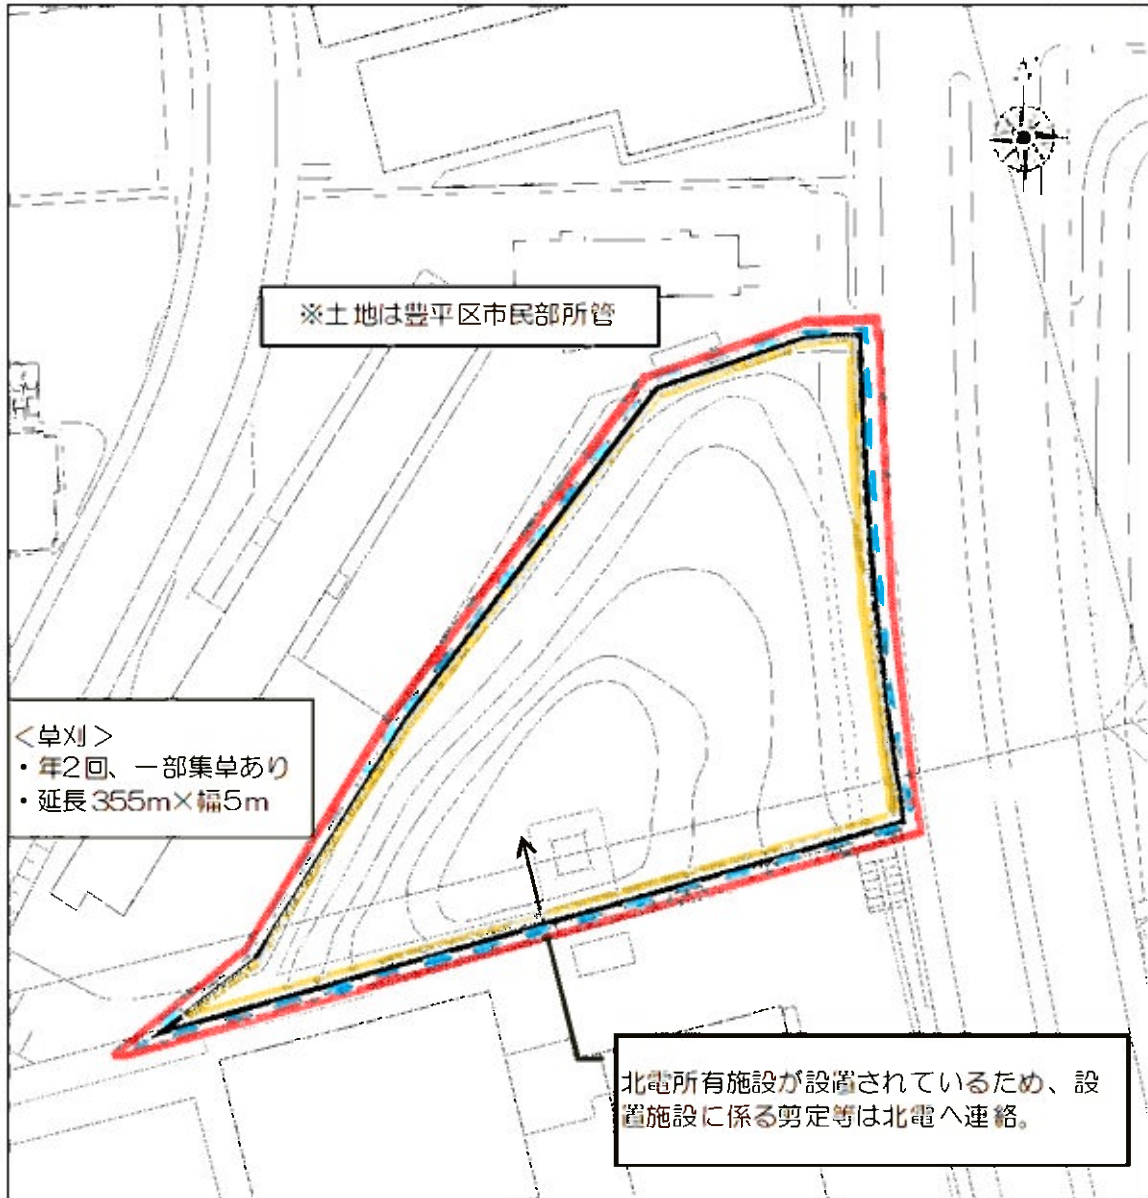 ※土地は豊平区市民部所管
＜草刈＞
・年2回、一部集草あり
・延長355m×幅5m
北電所有施設が設置されているため、設
置施設に係る剪定等は北電へ連絡。